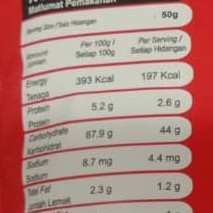 Maklumat Pemakanan
Serving Size / Saiz Hidangan 50g
Per 100g / Per Serving /
Amount Setiap 100g Setiap Hidangan
Jumlah
Energy 393 Kcal 197 Kcal
Tenaga
Protein 5.2 g 2.6 g
Protein
Carbohydrate 87.9 g 44 g
Karbohidrat
Sodium 8.7 mg 4.4 mg
Sodium
Total Fat 2.3 g 1.2 g
Jumlah Lemak